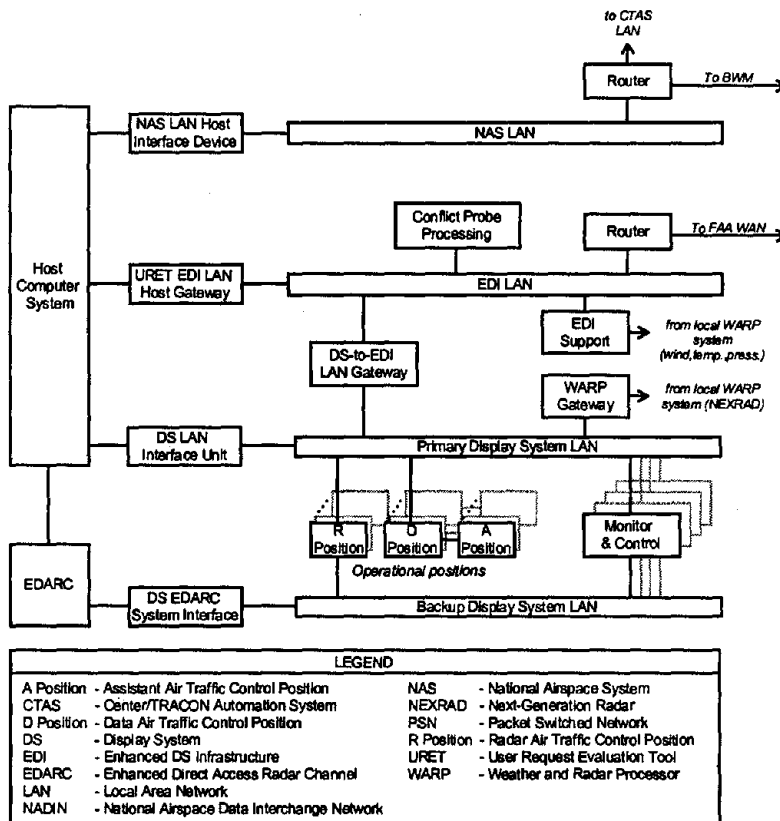 to CTAS
LAN
Router
To BWM
NAS LAN Host
Interface Device
NAS LAN
Conflict Probe
Processing
Router
To FAA WAN
Host
Computer
System
URET EDI LAN
Host Gateway
EDI LAN
EDI
Support
from local WARP
system
(wind,temp.,press.)
DS-to-EDI
LAN Gateway
WARP
Gateway
from local WARP
system (NEXRAD)
DS LAN
Interface Unit
Primary Display System LAN
R
Position
D
Position
A
Position
Monitor
& Control
Operational positions
EDARC
DS EDARC
System Interface
Backup Display System LAN
LEGEND
A Position - Assistant Air Traffic Control Position
CTAS - Center/TRACON Automation System
D Position - Data Air Traffic Control Position
DS - Display System
EDI - Enhanced DS Infrastructure
EDARC - Enhanced Direct Access Radar Channel
LAN - Local Area Network
NADIN - National Airspace Data Interchange Network
NAS - National Airspace System
NEXRAD - Next-Generation Radar
PSN - Packet Switched Network
R Position - Radar Air Traffic Control Position
URET - User Request Evaluation Tool
WARP - Weather and Radar Processor